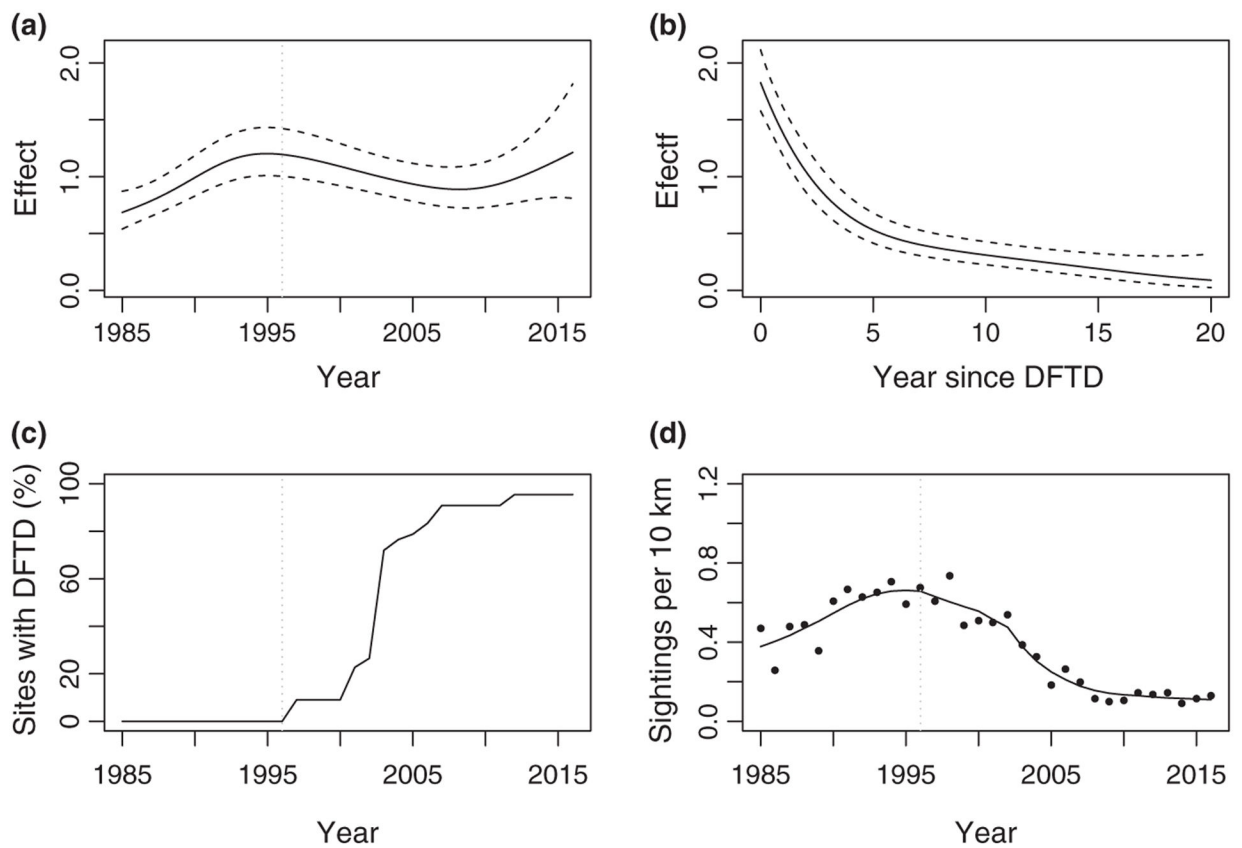 (a)
Effect
2.0
1.0
0.0
1985
1995
2005
2015
Year
(b)
Efectf
2.0
1.0
0.0
0
5
10
15
20
Year since DFTD
(c)
Sites with DFTD (%)
100
60
20
0
1985
1995
2005
2015
Year
(d)
Sightings per 10 km
1.2
0.8
0.4
0.0
1985
1995
2005
2015
Year